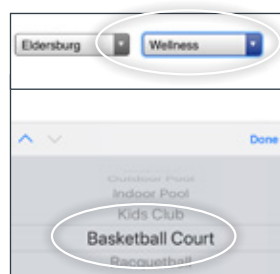 Eldersburg Wellness
Done
Outdoor Pool
Indoor Pool
Kids Club
Basketball Court
Racquetball